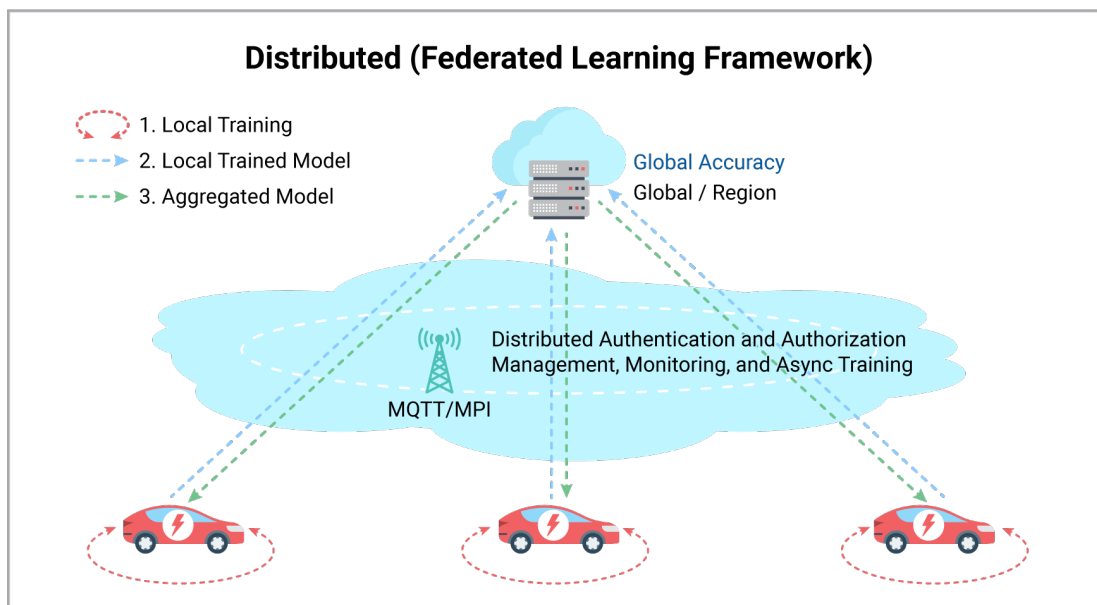 Distributed (Federated Learning Framework)
1. Local Training
2. Local Trained Model
3. Aggregated Model
Global Accuracy
Global / Region
Distributed Authentication and Authorization
Management, Monitoring, and Async Training
MQTT/MPI